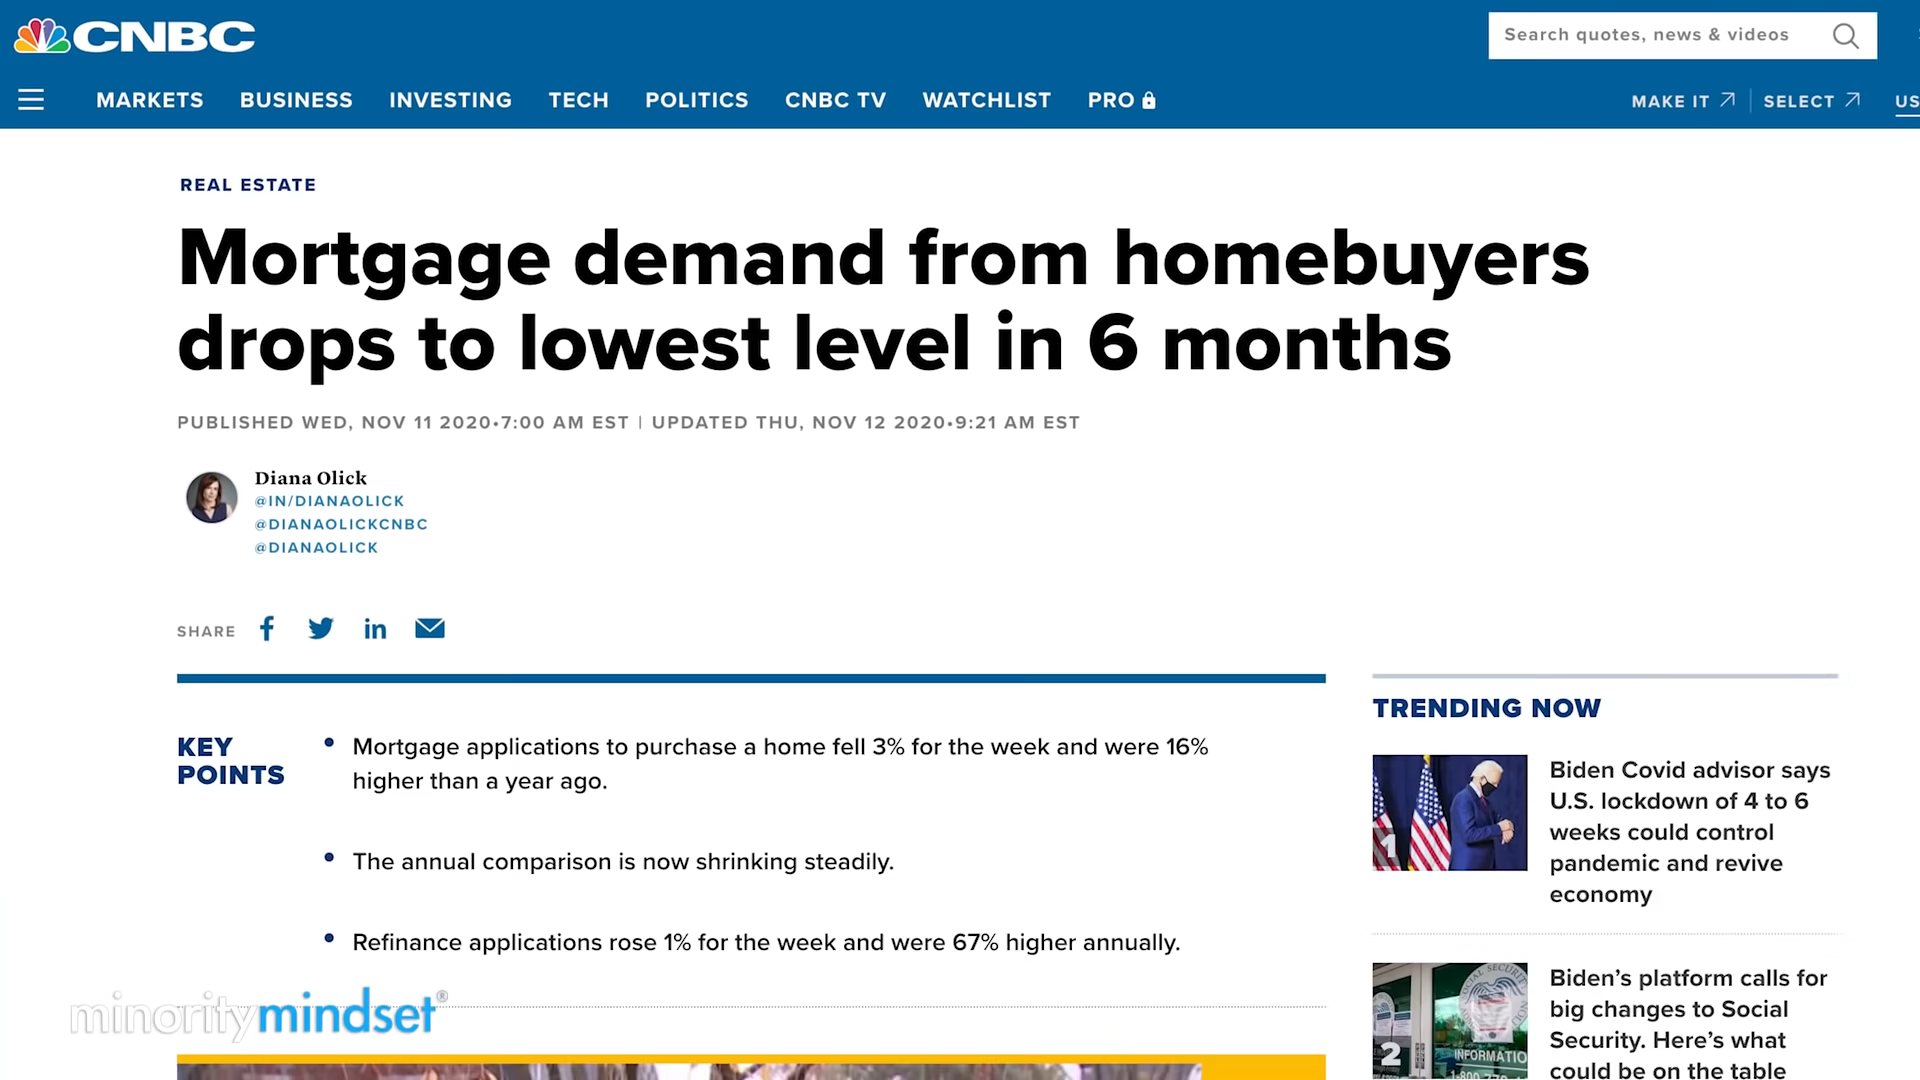 CNBC
Search quotes, news & videos
MARKETS BUSINESS INVESTING TECH POLITICS CNBC TV WATCHLIST PRO
MAKE IT SELECT US
REAL ESTATE
Mortgage demand from homebuyers
drops to lowest level in 6 months
PUBLISHED WED, NOV 11 2020•7:00 AM EST | UPDATED THU, NOV 12 2020•9:21 AM EST
Diana Olick
@IN/DIANAOLICK
@DIANAOLICKCNBC
@DIANAOLICK
SHARE
KEY
POINTS
• Mortgage applications to purchase a home fell 3% for the week and were 16%
higher than a year ago.
• The annual comparison is now shrinking steadily.
• Refinance applications rose 1% for the week and were 67% higher annually.
minoritymindset®
TRENDING NOW
1
Biden Covid advisor says
U.S. lockdown of 4 to 6
weeks could control
pandemic and revive
economy
2
SOCIAL SECURITY
INFORMATIO
Biden’s platform calls for
big changes to Social
Security. Here’s what
could be on the table